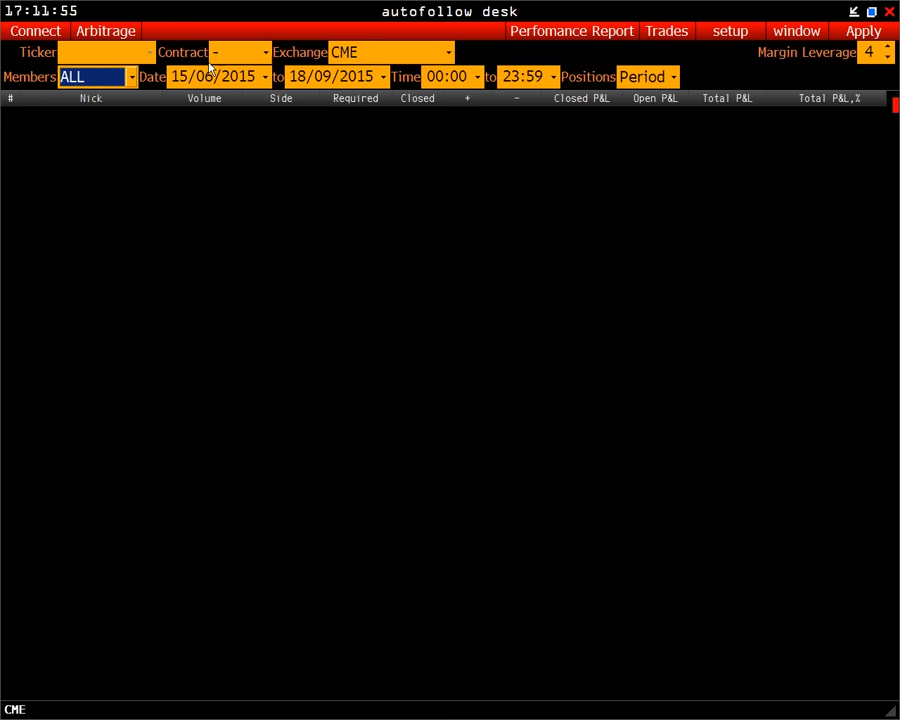 17:11:55 autofollow desk
Connect Arbitrage Perfomance Report Trades setup window Apply
Ticker Contract - Exchange CME Margin Leverage 4
Members ALL Date 15/06/2015 to 18/09/2015 Time 00:00 to 23:59 Positions Period
# Nick Volume Side Required Closed + - Closed P&L Open P&L Total P&L Total P&L,%
CME